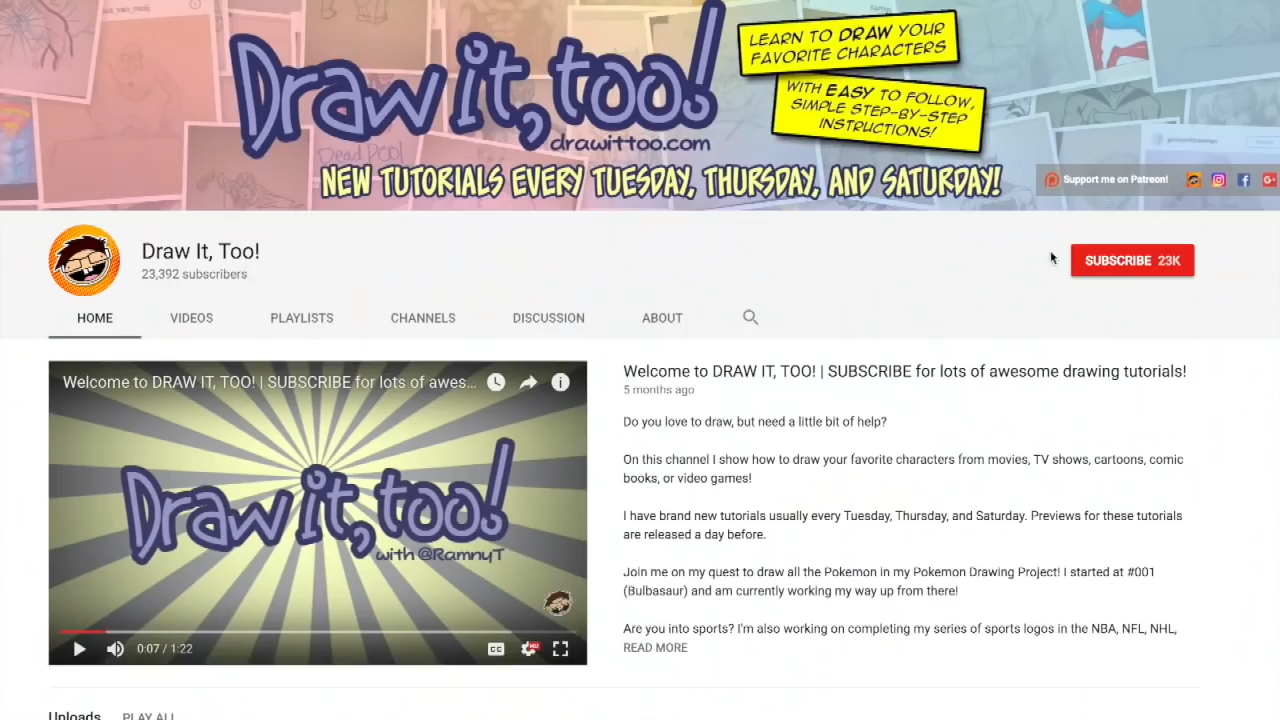 Draw it, too!
drawittoo.com
LEARN TO DRAW YOUR
FAVORITE CHARACTERS
WITH EASY TO FOLLOW,
SIMPLE STEP-BY-STEP
INSTRUCTIONS!
Dead Pool
NEW TUTORIALS EVERY TUESDAY, THURSDAY, AND SATURDAY!
Support me on Patreon!
Draw It, Too!
23,392 subscribers
SUBSCRIBE 23K
HOME VIDEOS PLAYLISTS CHANNELS DISCUSSION ABOUT
Welcome to DRAW IT, TOO! | SUBSCRIBE for lots of awes...
Draw it, too!
with @RamnyT
0:07 / 1:22
CC HD
Welcome to DRAW IT, TOO! | SUBSCRIBE for lots of awesome drawing tutorials!
5 months ago
Do you love to draw, but need a little bit of help?
On this channel I show how to draw your favorite characters from movies, TV shows, cartoons, comic
books, or video games!
I have brand new tutorials usually every Tuesday, Thursday, and Saturday. Previews for these tutorials
are released a day before.
Join me on my quest to draw all the Pokemon in my Pokemon Drawing Project! I started at #001
(Bulbasaur) and am currently working my way up from there!
Are you into sports? I'm also working on completing my series of sports logos in the NBA, NFL, NHL,
READ MORE
Uploads PLAY ALL